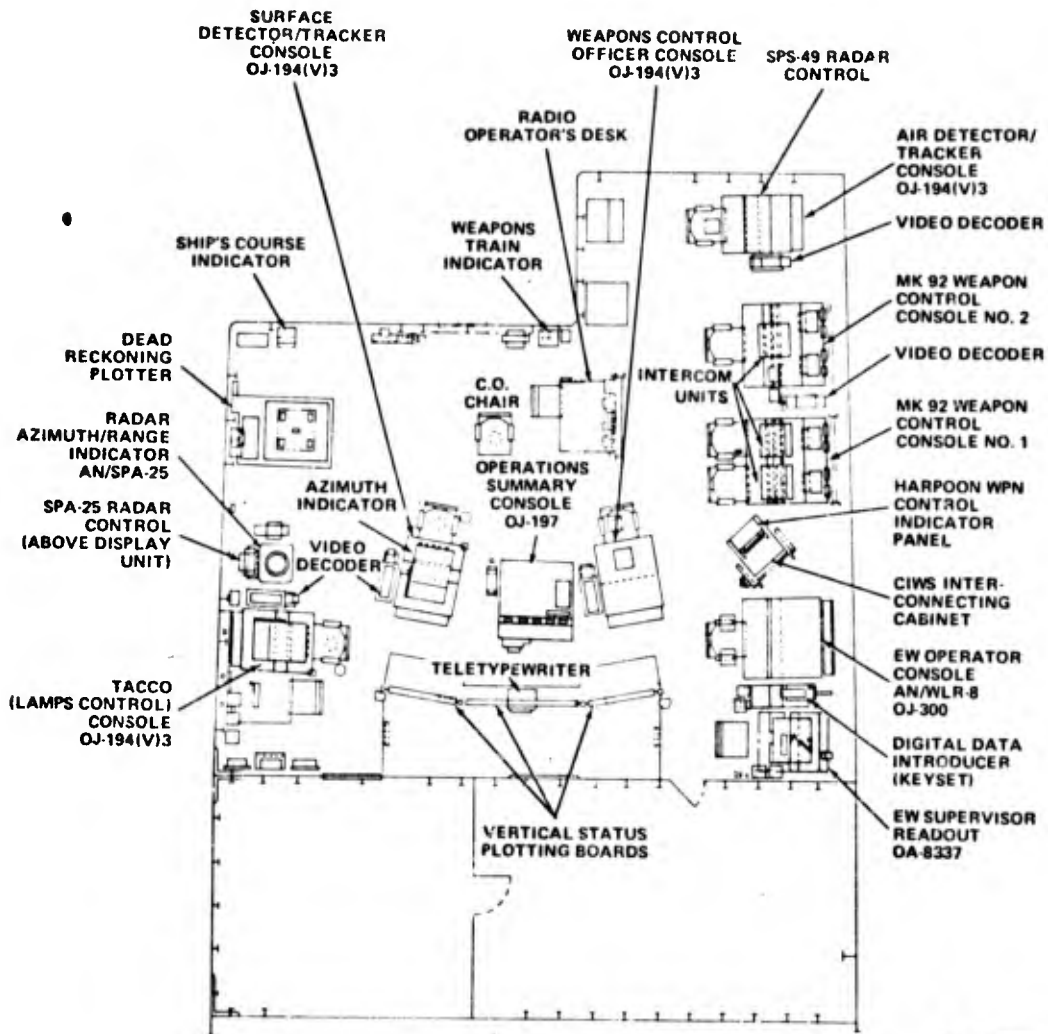 SURFACE
DETECTOR/TRACKER
CONSOLE
OJ-194(V)3
WEAPONS CONTROL
OFFICER CONSOLE
OJ-194(V)3
SPS-49 RADAR
CONTROL
RADIO
OPERATOR'S DESK
AIR DETECTOR/
TRACKER
CONSOLE
OJ-194(V)3
SHIP'S COURSE
INDICATOR
WEAPONS
TRAIN
INDICATOR
VIDEO DECODER
MK 92 WEAPON
CONTROL
CONSOLE NO. 2
DEAD
RECKONING
PLOTTER
VIDEO DECODER
INTERCOM
UNITS
C.O.
CHAIR
MK 92 WEAPON
CONTROL
CONSOLE NO. 1
RADAR
AZIMUTH/RANGE
INDICATOR
AN/SPA-25
OPERATIONS
SUMMARY
CONSOLE
OJ-197
AZIMUTH
INDICATOR
HARPOON WPN
CONTROL
INDICATOR
PANEL
SPA-25 RADAR
CONTROL
(ABOVE DISPLAY
UNIT)
VIDEO
DECODER
CIWS INTER-
CONNECTING
CABINET
TACCO
(LAMPS CONTROL)
CONSOLE
OJ-194(V)3
TELETYPEWRITER
EW OPERATOR
CONSOLE
AN/WLR-8
OJ-300
DIGITAL DATA
INTRODUCER
(KEYSET)
VERTICAL STATUS
PLOTTING BOARDS
EW SUPERVISOR
READOUT
OA-8337